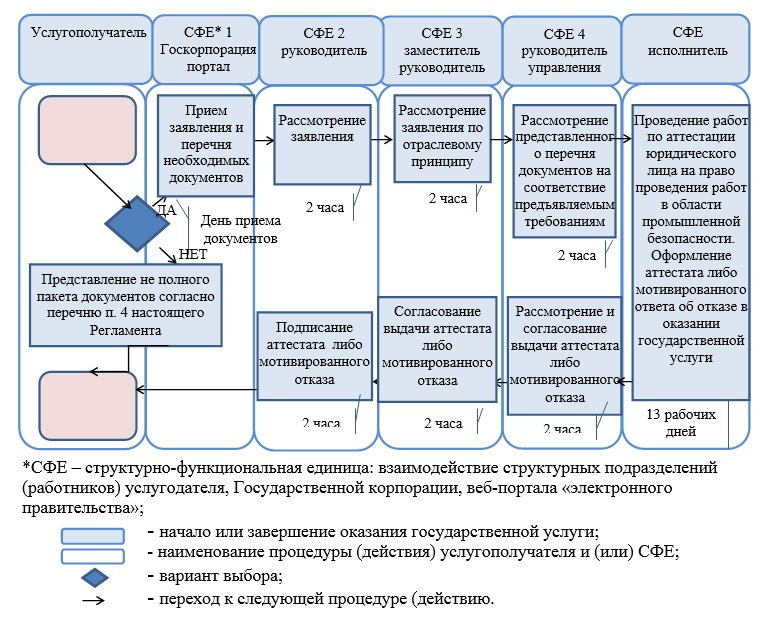 Услугополучатель
СФЕ* 1
Госкорпорация
портал
СФЕ 2
руководитель
СФЕ 3
заместитель
руководитель
СФЕ 4
руководитель
управления
СФЕ
исполнитель
Прием
заявления и
перечня
необходимых
документов
Рассмотрение
заявления
Рассмотрение
заявления по
отраслевому
принципу
Рассмотрение
представленног
о перечня
документов на
соответствие
предъявляемым
требованиям
Проведение работ
по аттестации
юридического
лица на право
проведения работ
в области
промышленной
безопасности.
Оформление
аттестата либо
мотивированного
ответа об отказе в
оказании
государственной
услуги
ДА
День приема
документов
2 часа
2 часа
2 часа
НЕТ
Представление не полного
пакета документов согласно
перечню п. 4 настоящего
Регламента
Подписание
аттестата либо
мотивированного
отказа
Согласование
выдачи аттестата
либо
мотивированного
отказа
Рассмотрение и
согласование
выдачи аттестата
либо
мотивированного
отказа
2 часа
2 часа
2 часа
13 рабочих
дней
*СФЕ – структурно-функциональная единица: взаимодействие структурных подразделений
(работников) услугодателя, Государственной корпорации, веб-портала «электронного
правительства»;
- начало или завершение оказания государственной услуги;
- наименование процедуры (действия) услугополучателя и (или) СФЕ;
- вариант выбора;
- переход к следующей процедуре (действию.